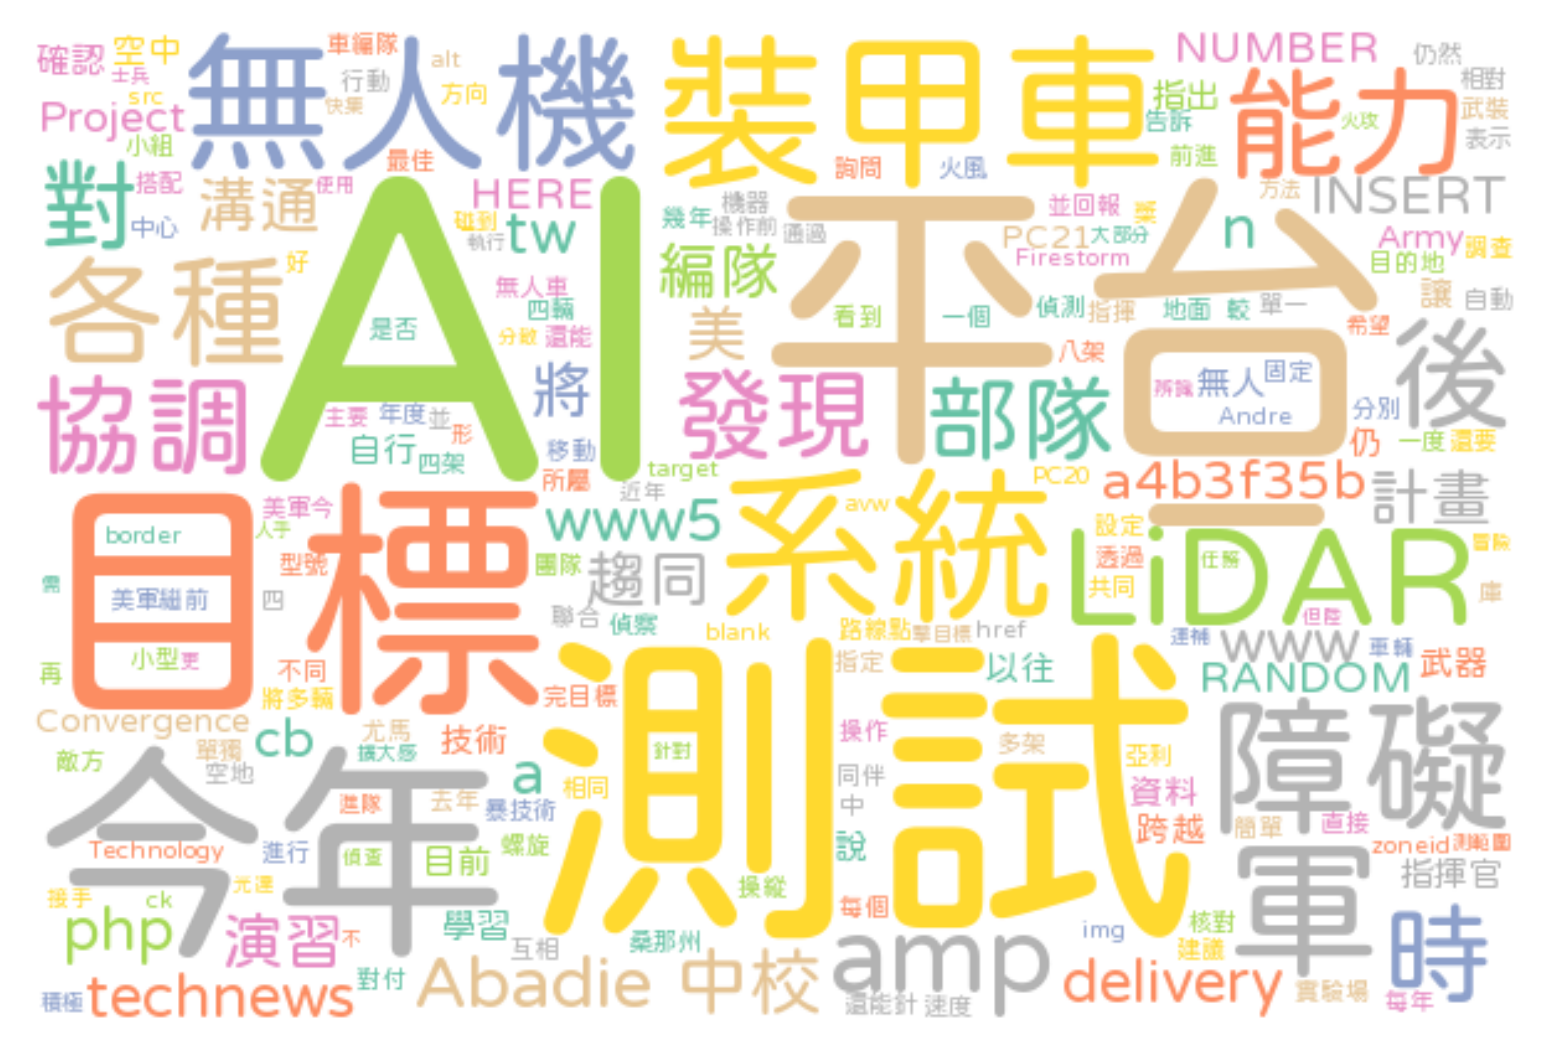 確認
空中
士兵
src
Project
小組
無人機
車編隊
行動
快集
alt
方向
最佳
裝甲車
詢問
火風
NUMBER
指出
告訴
前進
能力
火攻
仍然
相對
武裝
表示
對
搭配
中心
溝通
使用
HERE
碰到
執行
tw
幾年
機器
操作前
通過
並回報
PC21
大部分
Firestorm
n
方法
INSERT
Army
調查
目的地
讓
自動
各種
好
AI
是否
無人車
四輛
分散
還能
編隊
美
看到
一個
平台
偵測
指揮
地面
較
單一
希望
八架
後
協調
主要
年度
並
形
自行
四架
將
移動
所屬
發現
target
近年
部隊
辨識
無人
固定
Andre
分別
仍
一度
還要
PC20
a4b3f35b
計畫
目標
border
美軍繼前
小型
更
需
再
美軍今
人手
型號
四
不同
將多輛
www5
團隊
趨同
聯合
偵察
blank
完目標
系統
avw
路線點
擊目標
href
設定
透過
共同
LiDAR
任務
冒險
庫
但陸
運補
www
車輛
RANDOM
武器
Convergence
單獨
空地
cb
尤馬
擴大感
技術
敵方
今年
Technology
進行
進隊
偵查
去年
a
暴技術
相同
目前
螺旋
測試
針對
操縱
指定
操作
同伴
中
說
每個
以往
多架
亞利
資料
跨越
障礙
簡單
直接
zoneid
測範圍
軍
指揮官
接手
ck
元達
php
演習
不
學習
互相
桑那州
technews
積極
對付
Abadie
中校
amp
還能針
速度
img
delivery
核對
建議
實驗場
時
每年